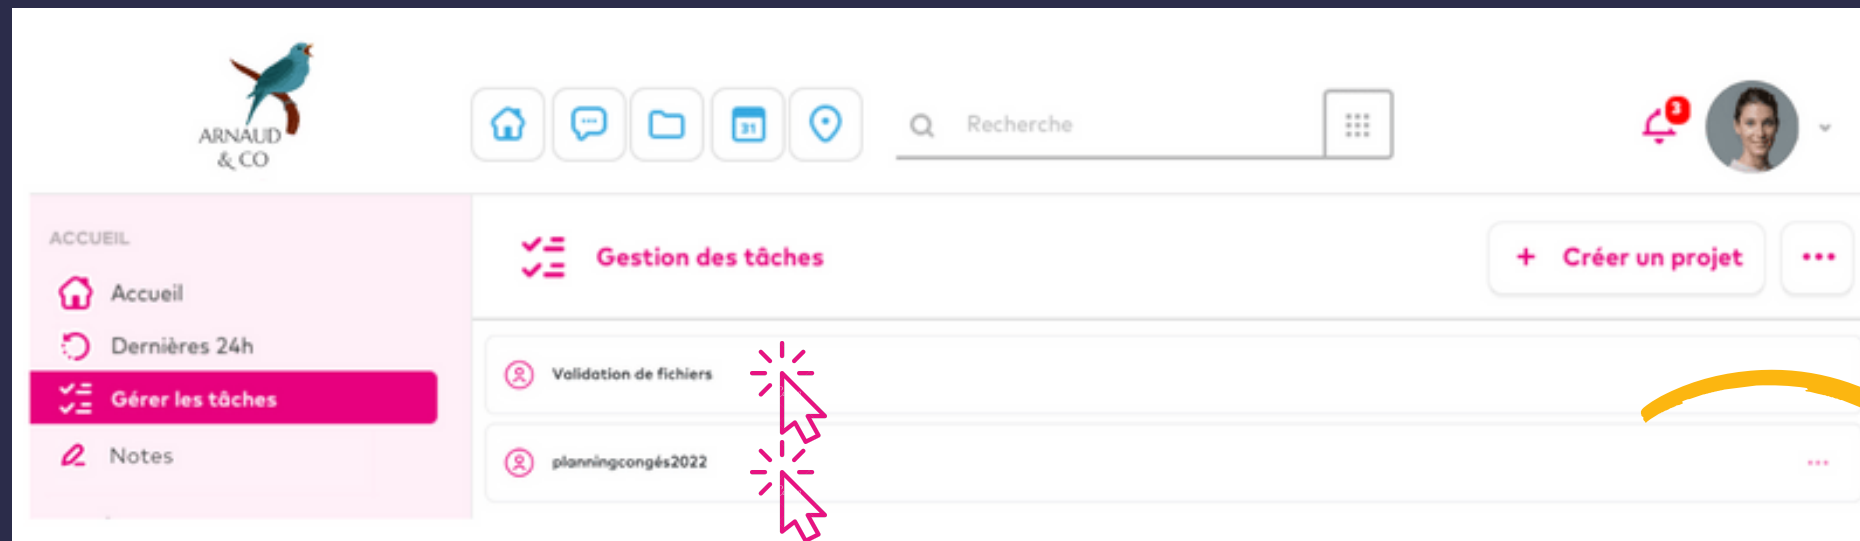 ARNAUD
& CO
31
Recherche
3
ACCUEIL
Accueil
Dernières 24h
Gérer les tâches
Notes
Gestion des tâches
+ Créer un projet
Validation de fichiers
planningcongés2022